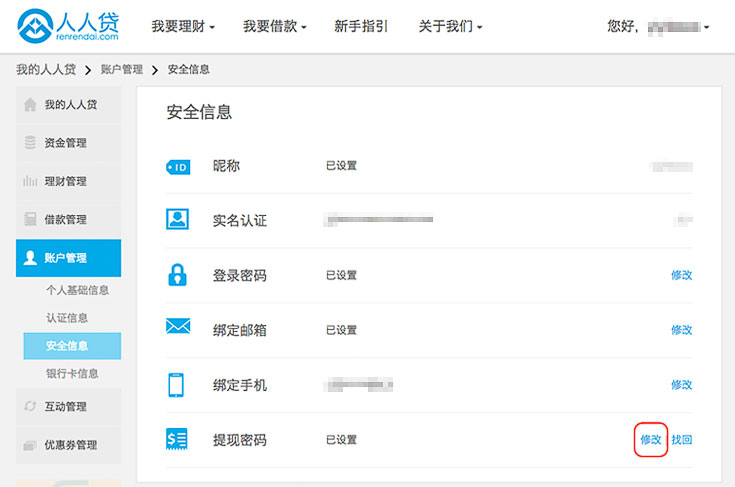 人人贷
renrendai.com
我要理财 我要借款 新手指引 关于我们 您好,
我的人人贷 > 账户管理 > 安全信息
我的人人贷
资金管理
理财管理
借款管理
账户管理
个人基础信息
认证信息
安全信息
银行卡信息
互动管理
优惠券管理
安全信息
ID 昵称 已设置
实名认证
登录密码 已设置 修改
绑定邮箱 已设置 修改
绑定手机 修改
提现密码 已设置 修改 找回